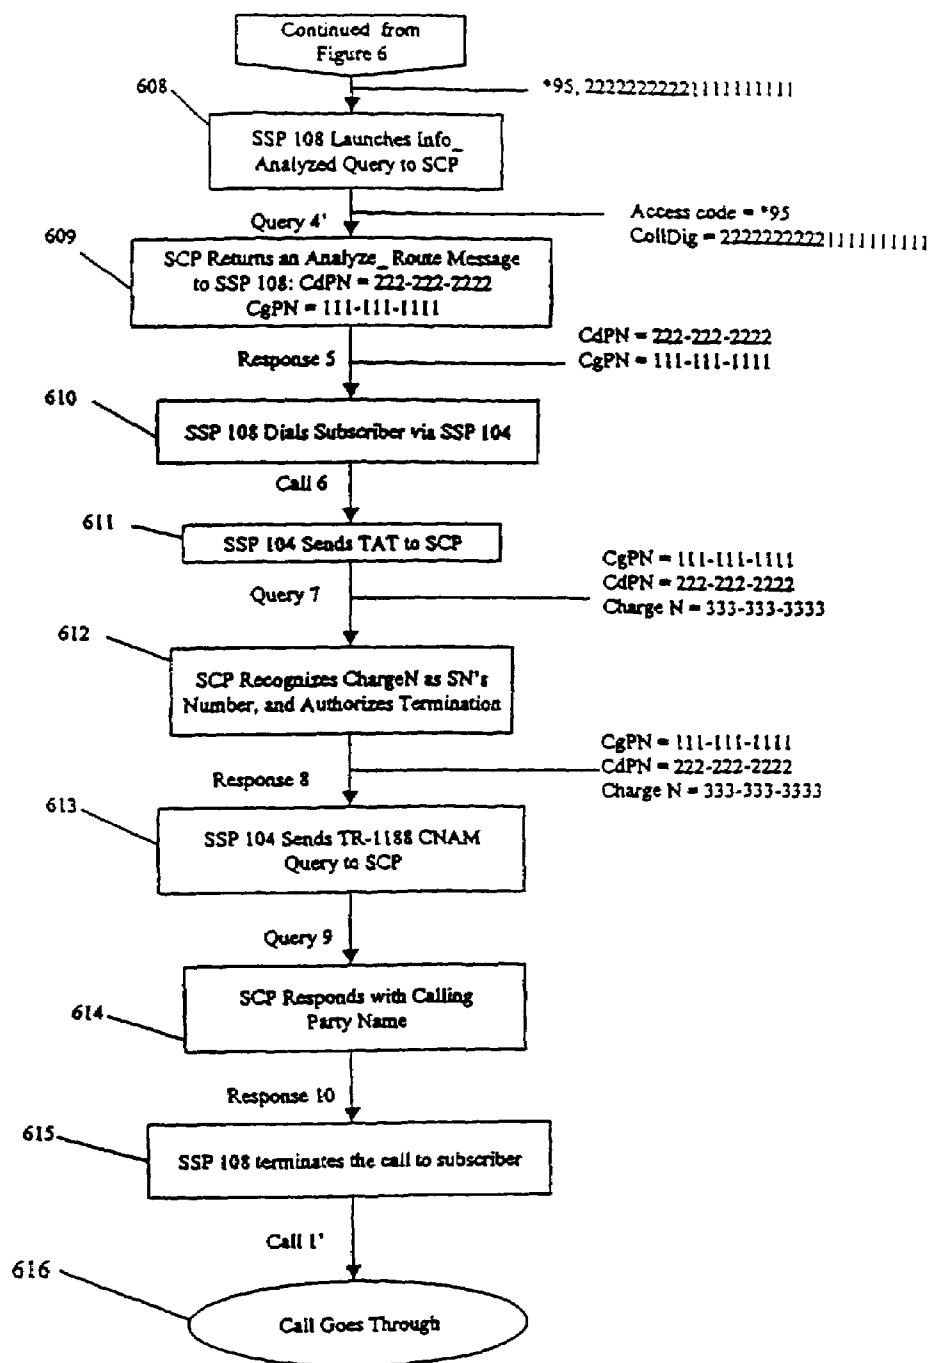 Continued from
Figure 6
*95, 22222222221111111111
608
SSP 108 Launches Info_
Analyzed Query to SCP
Query 4'
Access code = *95
CollDig = 22222222221111111111
609
SCP Returns an Analyze_ Route Message
to SSP 108: CdPN = 222-222-2222
CgPN = 111-111-1111
Response 5
CdPN = 222-222-2222
CgPN = 111-111-1111
610
SSP 108 Dials Subscriber via SSP 104
Call 6
611
SSP 104 Sends TAT to SCP
Query 7
CgPN = 111-111-1111
CdPN = 222-222-2222
Charge N = 333-333-3333
612
SCP Recognizes ChargeN as SN's
Number, and Authorizes Termination
Response 8
CgPN = 111-111-1111
CdPN = 222-222-2222
Charge N = 333-333-3333
613
SSP 104 Sends TR-1188 CNAM
Query to SCP
Query 9
614
SCP Responds with Calling
Party Name
Response 10
615
SSP 108 terminates the call to subscriber
Call 1'
616
Call Goes Through